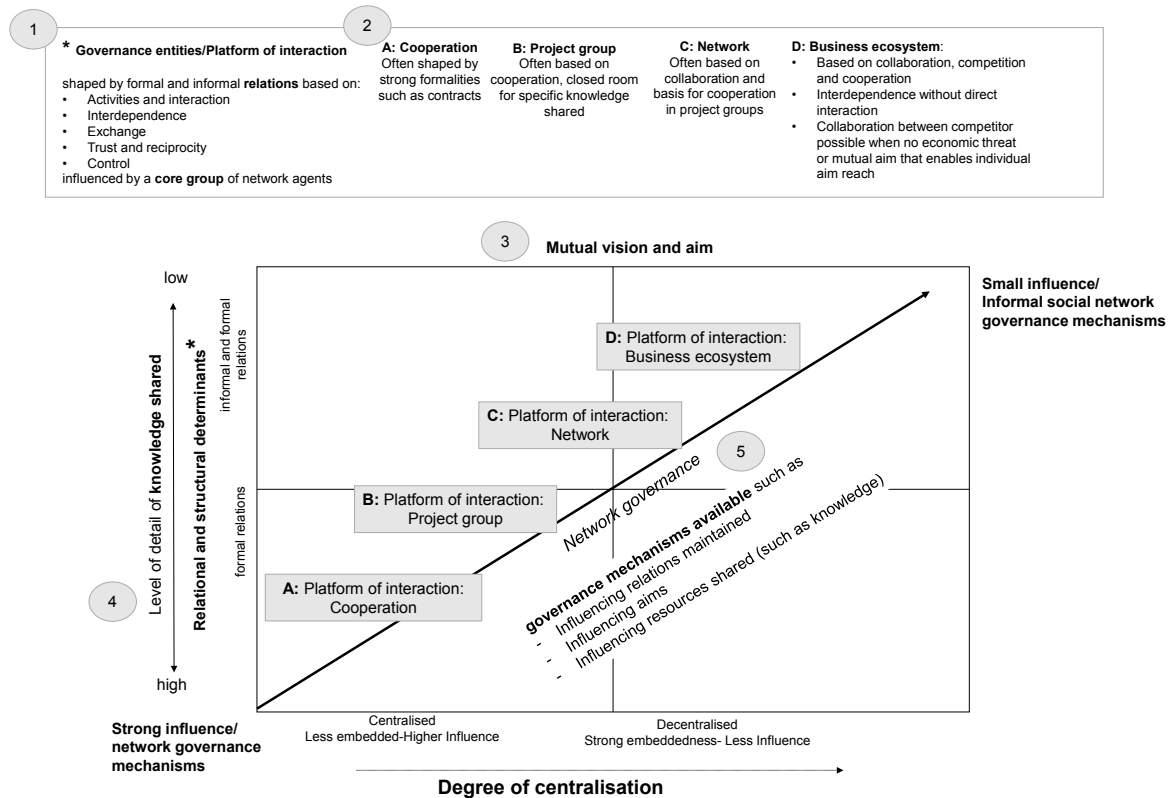 1
* Governance entities/Platform of interaction
shaped by formal and informal relations based on:
• Activities and interaction
• Interdependence
• Exchange
• Trust and reciprocity
• Control
influenced by a core group of network agents
2
A: Cooperation
Often shaped by
strong formalities
such as contracts
B: Project group
Often based on
cooperation, closed room
for specific knowledge
shared
C: Network
Often based on
collaboration and
basis for cooperation
in project groups
D: Business ecosystem:
• Based on collaboration, competition
and cooperation
• Interdependence without direct
interaction
• Collaboration between competitor
possible when no economic threat
or mutual aim that enables individual
aim reach
3
Mutual vision and aim
low
Level of detail of knowledge shared
high
4
Relational and structural determinants*
informal and formal
relations
formal relations
Small influence/
Informal social network
governance mechanisms
D: Platform of interaction:
Business ecosystem
C: Platform of interaction:
Network
B: Platform of interaction:
Project group
A: Platform of interaction:
Cooperation
5
Network governance
governance mechanisms available such as
- Influencing relations maintained
- Influencing aims
- Influencing resources shared (such as knowledge)
Strong influence/
network governance
mechanisms
Centralised
Less embedded-Higher Influence
Decentralised
Strong embeddedness- Less Influence
Degree of centralisation